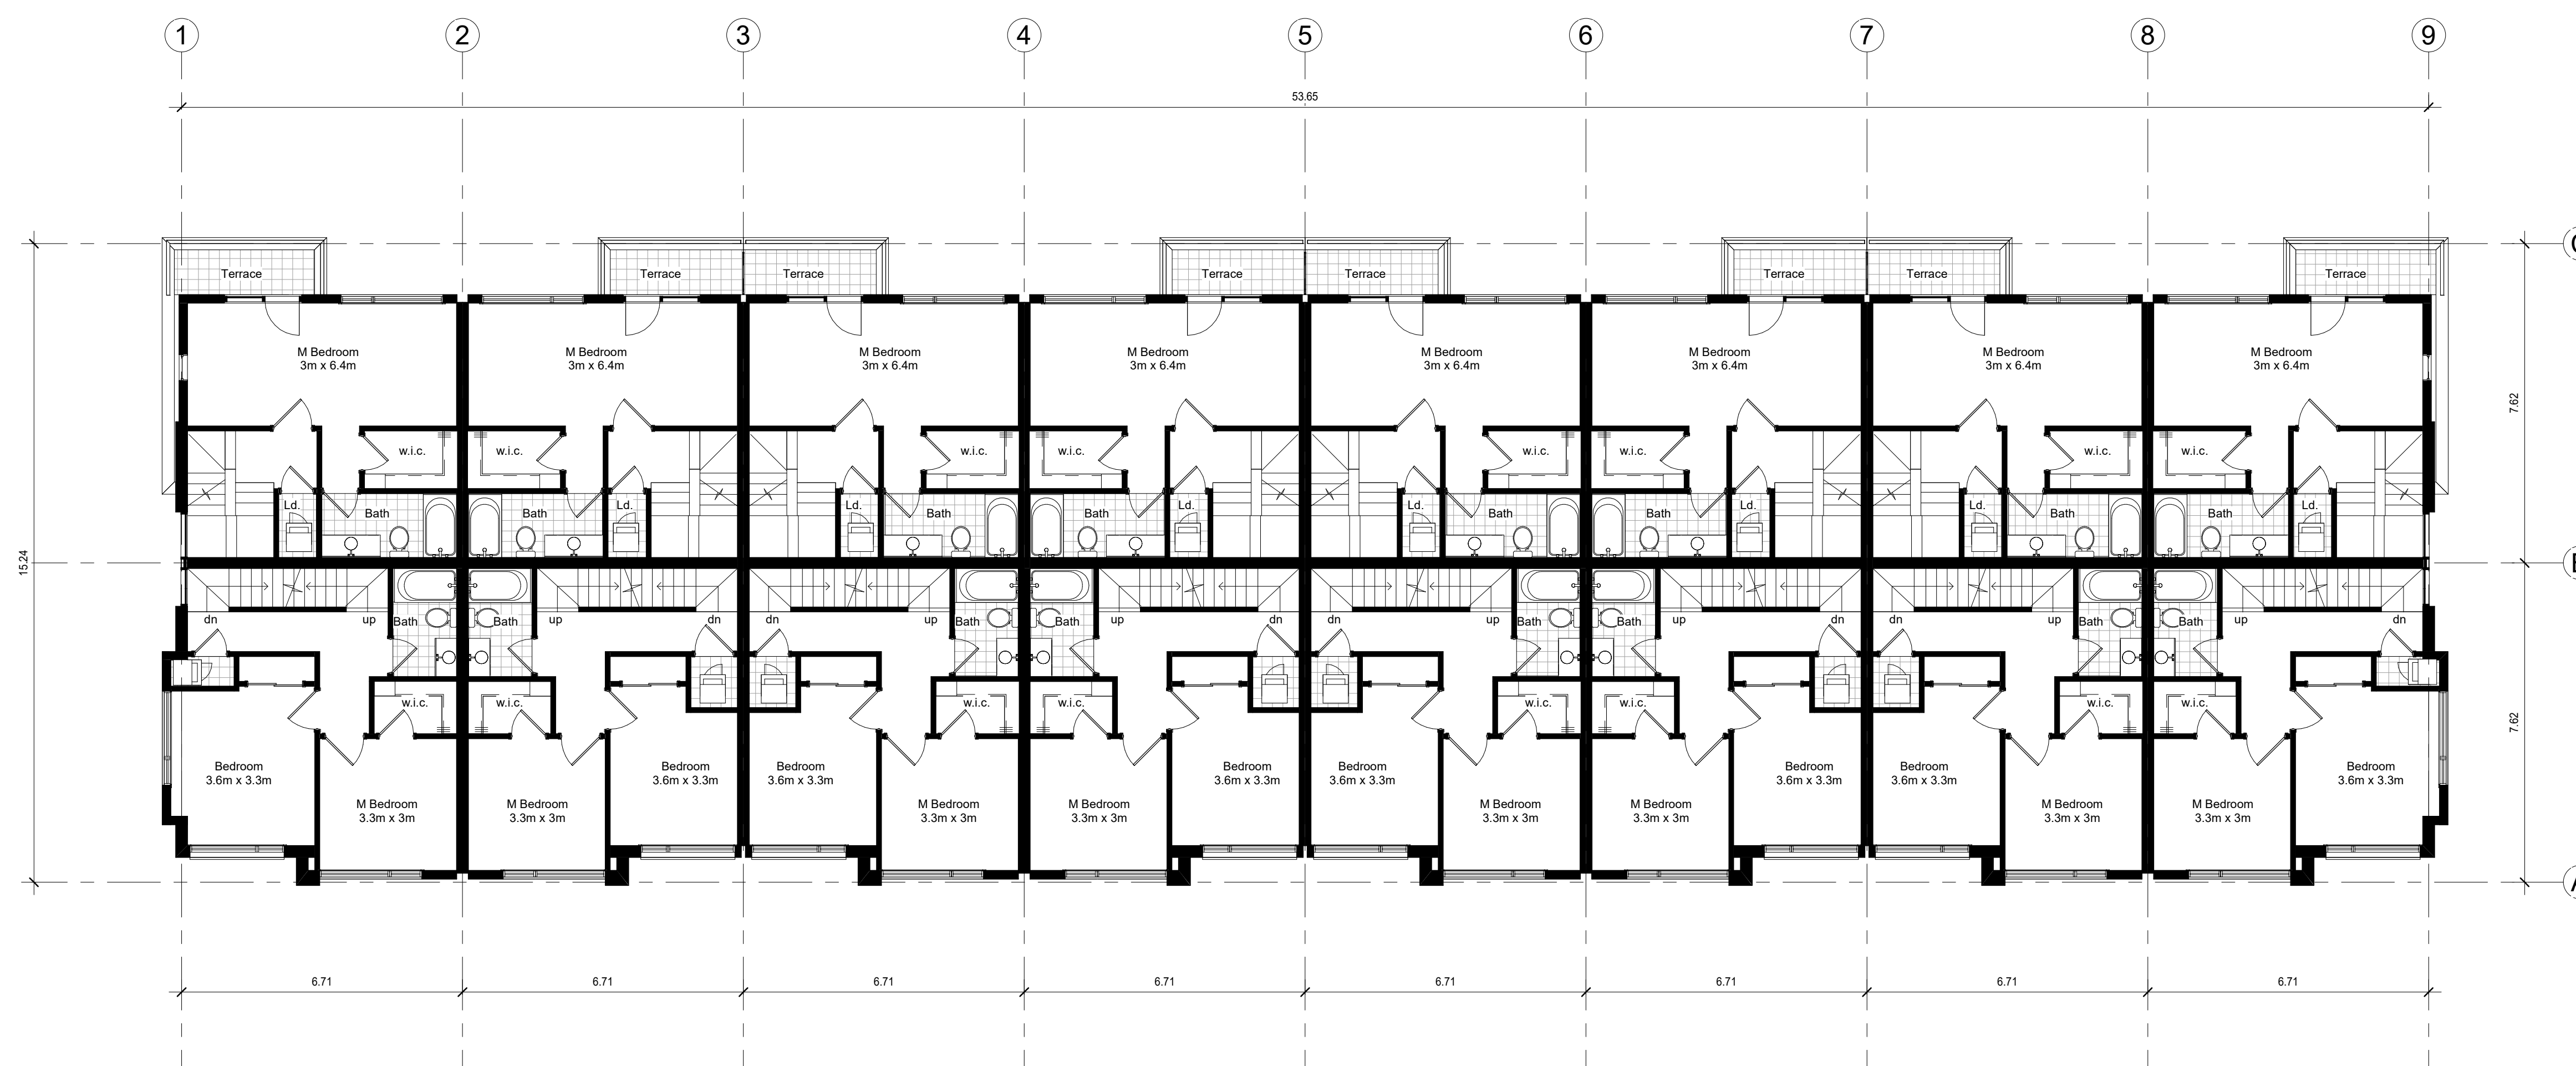 1 2 3 4 5 6 7 8 9
53.65
Terrace Terrace Terrace Terrace Terrace Terrace Terrace Terrace
M Bedroom M Bedroom M Bedroom M Bedroom M Bedroom M Bedroom M Bedroom M Bedroom
3m x 6.4m 3m x 6.4m 3m x 6.4m 3m x 6.4m 3m x 6.4m 3m x 6.4m 3m x 6.4m 3m x 6.4m
7.62
w.i.c. w.i.c. w.i.c. w.i.c. w.i.c. w.i.c. w.i.c. w.i.c.
Ld. Ld. Ld. Ld. Ld. Ld. Ld. Ld.
Bath Bath Bath Bath Bath Bath Bath Bath
15.24
dn up up dn dn up up dn dn up up dn dn up up dn
Bath Bath Bath Bath Bath Bath Bath Bath
w.i.c. w.i.c. w.i.c. w.i.c. w.i.c. w.i.c. w.i.c. w.i.c.
7.62
Bedroom Bedroom Bedroom Bedroom Bedroom Bedroom Bedroom Bedroom
3.6m x 3.3m 3.6m x 3.3m 3.6m x 3.3m 3.6m x 3.3m 3.6m x 3.3m 3.6m x 3.3m 3.6m x 3.3m 3.6m x 3.3m
M Bedroom M Bedroom M Bedroom M Bedroom M Bedroom M Bedroom M Bedroom M Bedroom
3.3m x 3m 3.3m x 3m 3.3m x 3m 3.3m x 3m 3.3m x 3m 3.3m x 3m 3.3m x 3m 3.3m x 3m
6.71 6.71 6.71 6.71 6.71 6.71 6.71 6.71